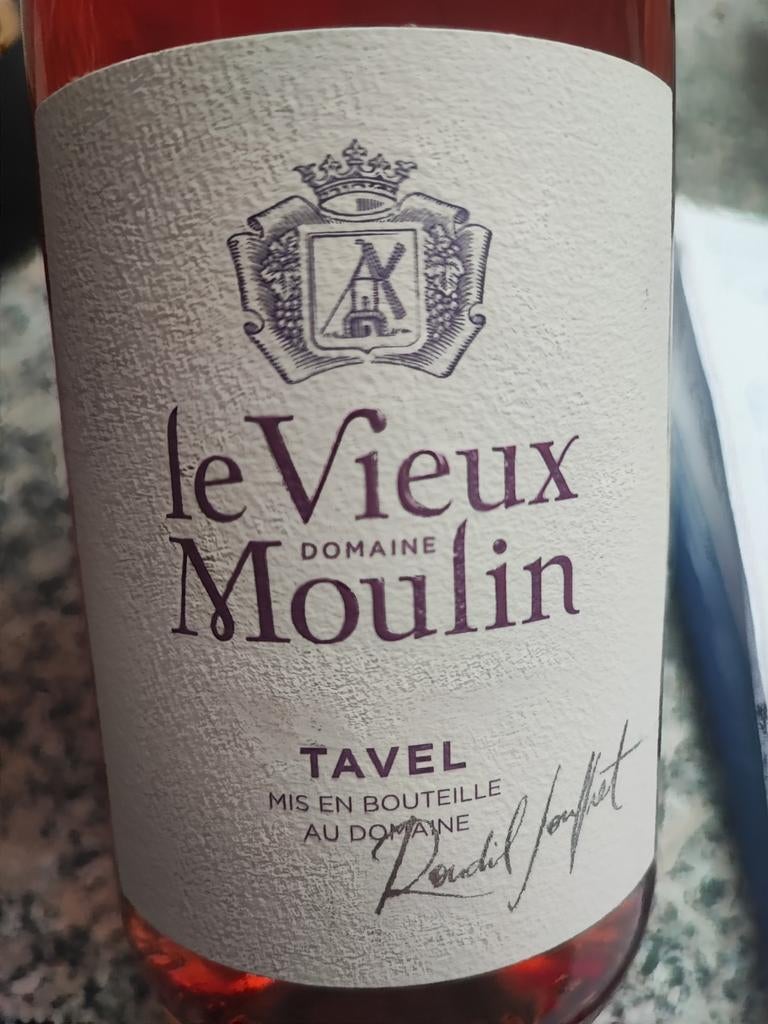 le Vieux
DOMAINE
Moulin
TAVEL
MIS EN BOUTEILLE
AU DOMAINE
Roudil Jouffret